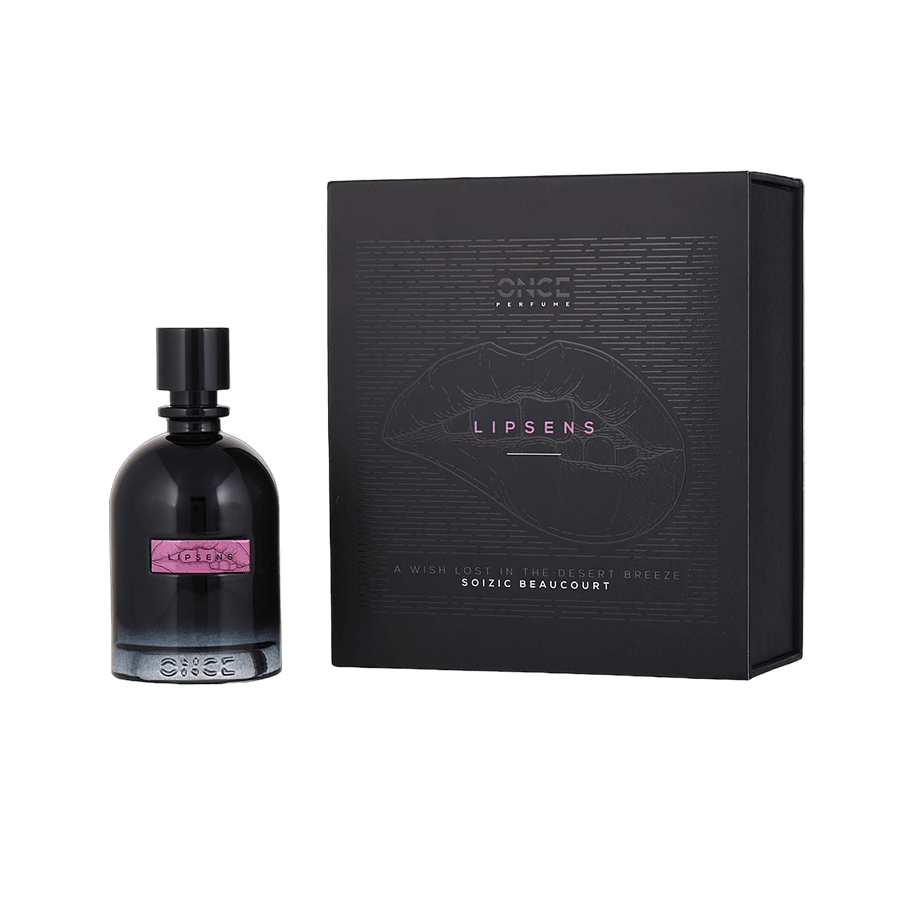 ONCE
PERFUME
LIPSENS
A WISH LOST IN THE DESERT BREEZE
SOIZIC BEAUCOURT
LIPSENS
ONCE